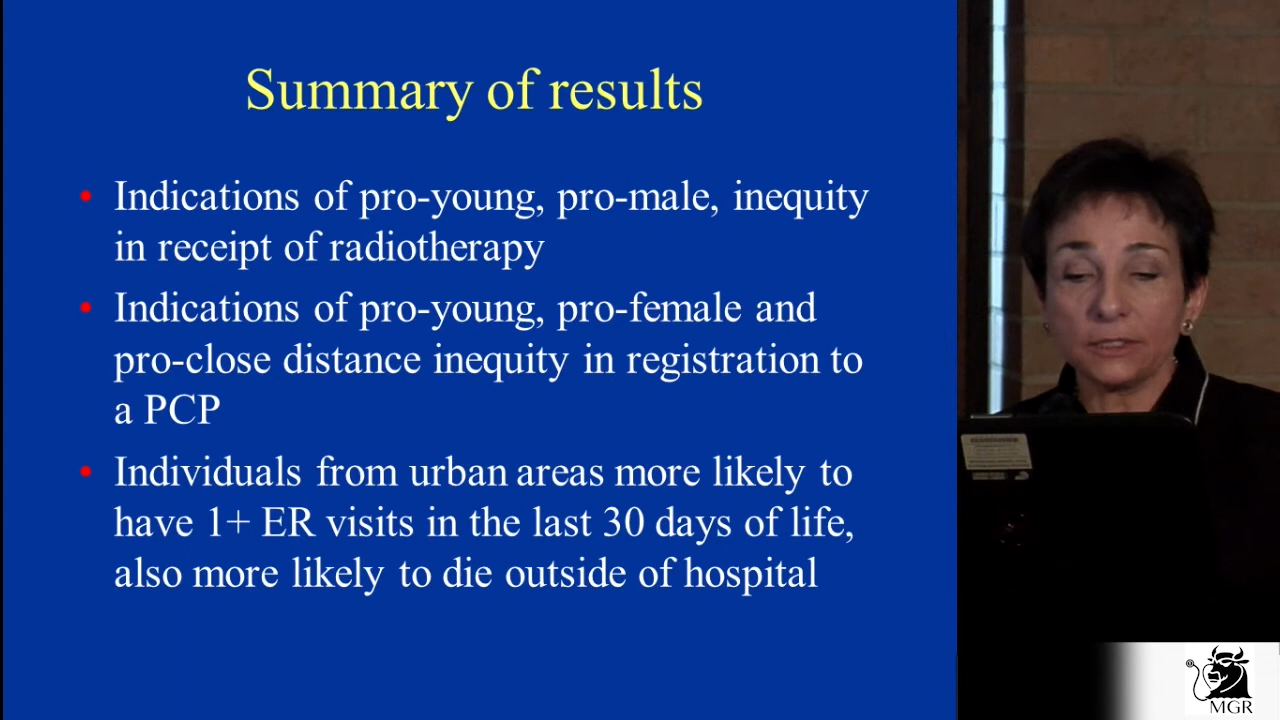 Summary of results
• Indications of pro-young, pro-male, inequity
in receipt of radiotherapy
• Indications of pro-young, pro-female and
pro-close distance inequity in registration to
a PCP
• Individuals from urban areas more likely to
have 1+ ER visits in the last 30 days of life,
also more likely to die outside of hospital
MGR